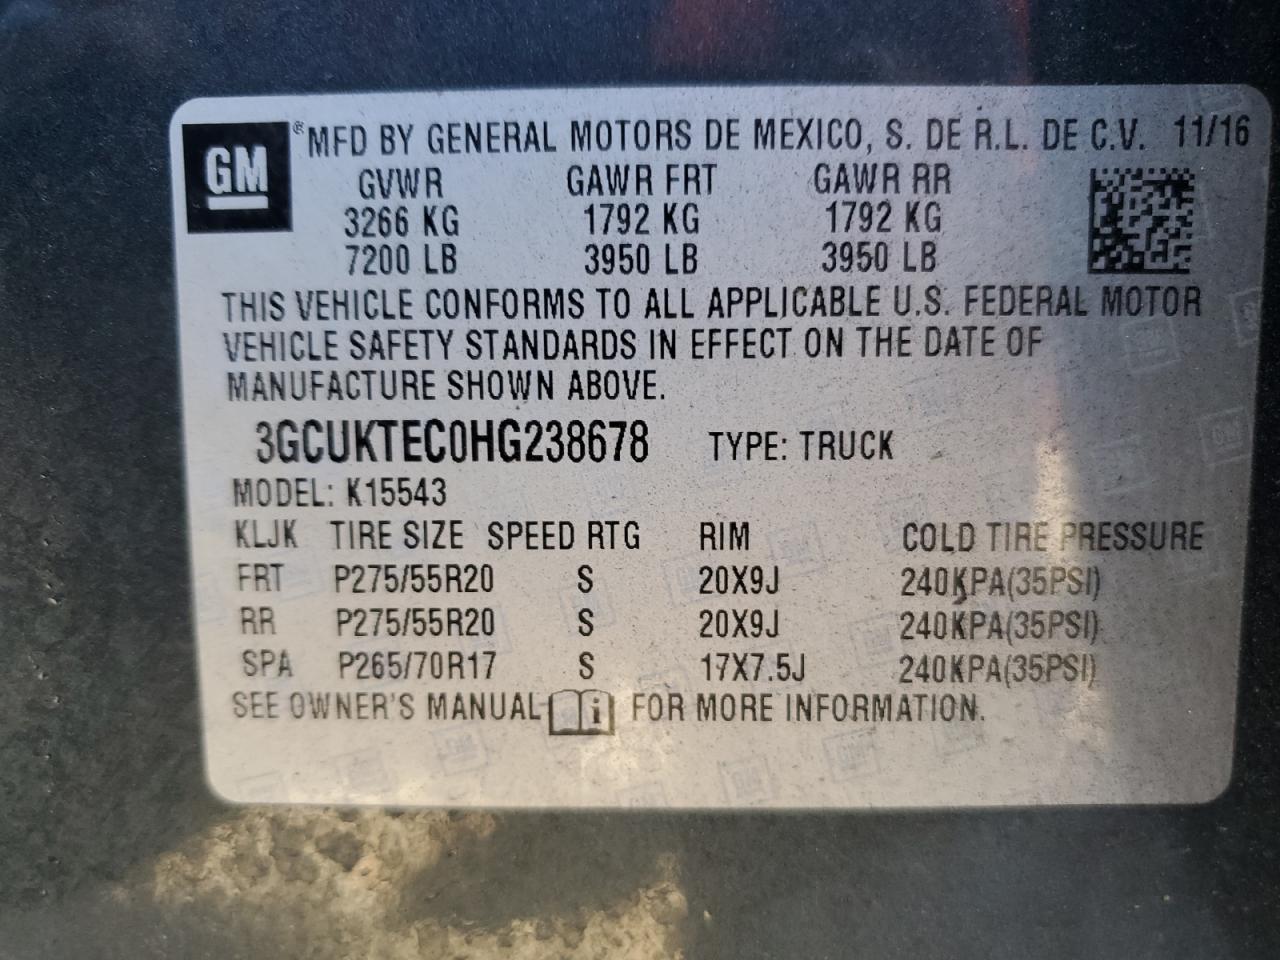 GM ® MFD BY GENERAL MOTORS DE MEXICO, S. DE R.L. DE C.V. 11/16
GVWR GAWR FRT GAWR RR
3266 KG 1792 KG 1792 KG
7200 LB 3950 LB 3950 LB
THIS VEHICLE CONFORMS TO ALL APPLICABLE U.S. FEDERAL MOTOR
VEHICLE SAFETY STANDARDS IN EFFECT ON THE DATE OF
MANUFACTURE SHOWN ABOVE.
3GCUKTEC0HG238678 TYPE: TRUCK
MODEL: K15543
KLJK TIRE SIZE SPEED RTG RIM COLD TIRE PRESSURE
FRT P275/55R20 S 20X9J 240KPA(35PSI)
RR P275/55R20 S 20X9J 240KPA(35PSI)
SPA P265/70R17 S 17X7.5J 240KPA(35PSI)
SEE OWNER'S MANUAL i FOR MORE INFORMATION.